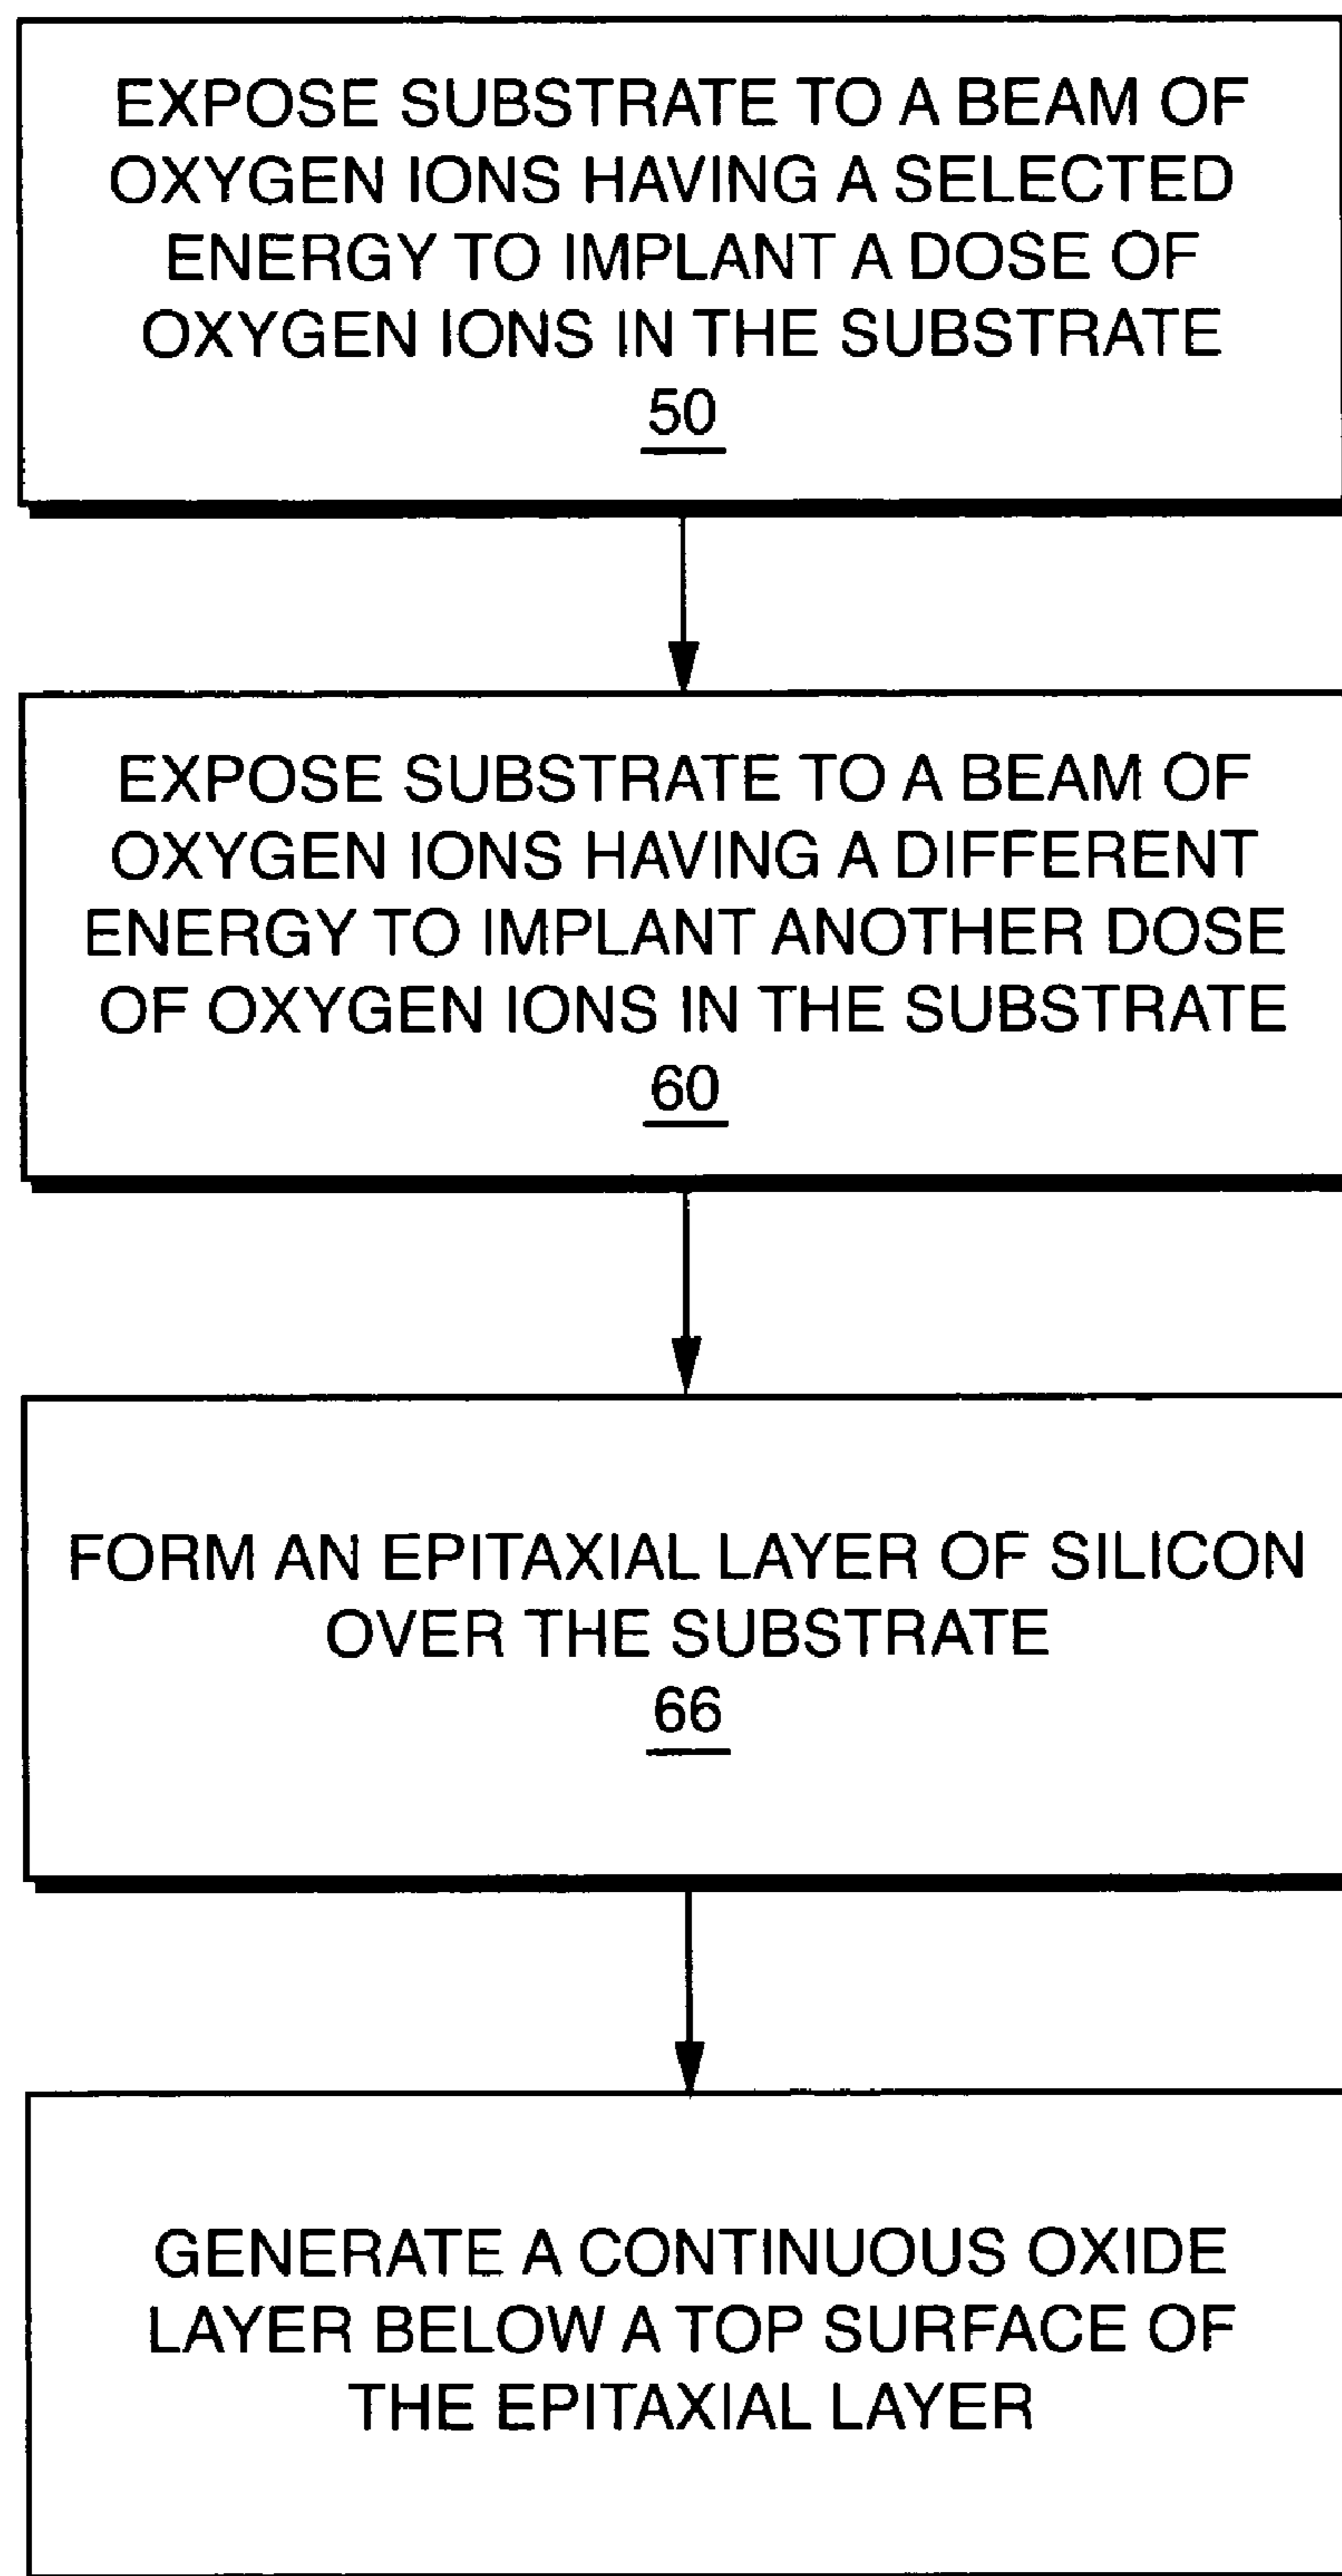 EXPOSE SUBSTRATE TO A BEAM OF
OXYGEN IONS HAVING A SELECTED
ENERGY TO IMPLANT A DOSE OF
OXYGEN IONS IN THE SUBSTRATE
50
EXPOSE SUBSTRATE TO A BEAM OF
OXYGEN IONS HAVING A DIFFERENT
ENERGY TO IMPLANT ANOTHER DOSE
OF OXYGEN IONS IN THE SUBSTRATE
60
FORM AN EPITAXIAL LAYER OF SILICON
OVER THE SUBSTRATE
66
GENERATE A CONTINUOUS OXIDE
LAYER BELOW A TOP SURFACE OF
THE EPITAXIAL LAYER